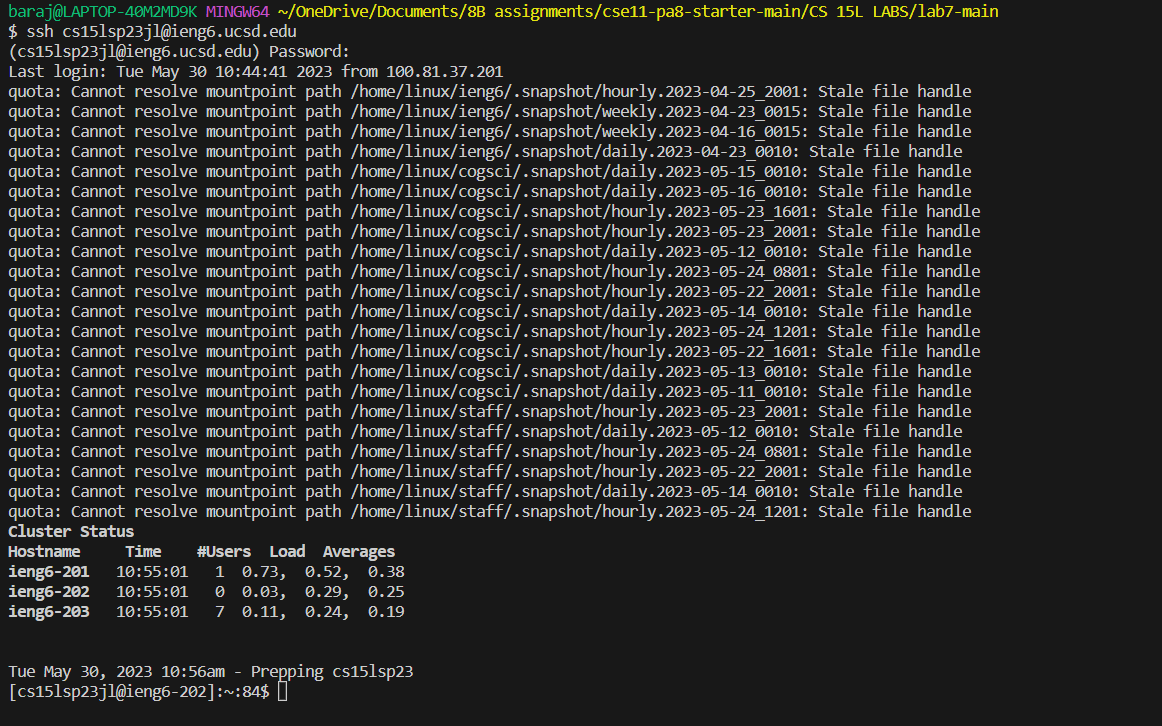 baraj@LAPTOP-40M2MD9K MINGW64 ~/OneDrive/Documents/8B assignments/cse11-pa8-starter-main/CS 15L LABS/lab7-main
$ ssh cs15lsp23jl@ieng6.ucsd.edu
(cs15lsp23jl@ieng6.ucsd.edu) Password:
Last login: Tue May 30 10:44:41 2023 from 100.81.37.201
quota: Cannot resolve mountpoint path /home/linux/ieng6/.snapshot/hourly.2023-04-25_2001: Stale file handle
quota: Cannot resolve mountpoint path /home/linux/ieng6/.snapshot/weekly.2023-04-23_0015: Stale file handle
quota: Cannot resolve mountpoint path /home/linux/ieng6/.snapshot/weekly.2023-04-16_0015: Stale file handle
quota: Cannot resolve mountpoint path /home/linux/ieng6/.snapshot/daily.2023-04-23_0010: Stale file handle
quota: Cannot resolve mountpoint path /home/linux/cogsci/.snapshot/daily.2023-05-15_0010: Stale file handle
quota: Cannot resolve mountpoint path /home/linux/cogsci/.snapshot/daily.2023-05-16_0010: Stale file handle
quota: Cannot resolve mountpoint path /home/linux/cogsci/.snapshot/hourly.2023-05-23_1601: Stale file handle
quota: Cannot resolve mountpoint path /home/linux/cogsci/.snapshot/hourly.2023-05-23_2001: Stale file handle
quota: Cannot resolve mountpoint path /home/linux/cogsci/.snapshot/daily.2023-05-12_0010: Stale file handle
quota: Cannot resolve mountpoint path /home/linux/cogsci/.snapshot/hourly.2023-05-24_0801: Stale file handle
quota: Cannot resolve mountpoint path /home/linux/cogsci/.snapshot/hourly.2023-05-22_2001: Stale file handle
quota: Cannot resolve mountpoint path /home/linux/cogsci/.snapshot/daily.2023-05-14_0010: Stale file handle
quota: Cannot resolve mountpoint path /home/linux/cogsci/.snapshot/hourly.2023-05-24_1201: Stale file handle
quota: Cannot resolve mountpoint path /home/linux/cogsci/.snapshot/hourly.2023-05-22_1601: Stale file handle
quota: Cannot resolve mountpoint path /home/linux/cogsci/.snapshot/daily.2023-05-13_0010: Stale file handle
quota: Cannot resolve mountpoint path /home/linux/cogsci/.snapshot/daily.2023-05-11_0010: Stale file handle
quota: Cannot resolve mountpoint path /home/linux/staff/.snapshot/hourly.2023-05-23_2001: Stale file handle
quota: Cannot resolve mountpoint path /home/linux/staff/.snapshot/daily.2023-05-12_0010: Stale file handle
quota: Cannot resolve mountpoint path /home/linux/staff/.snapshot/hourly.2023-05-24_0801: Stale file handle
quota: Cannot resolve mountpoint path /home/linux/staff/.snapshot/hourly.2023-05-22_2001: Stale file handle
quota: Cannot resolve mountpoint path /home/linux/staff/.snapshot/daily.2023-05-14_0010: Stale file handle
quota: Cannot resolve mountpoint path /home/linux/staff/.snapshot/hourly.2023-05-24_1201: Stale file handle
Cluster Status
Hostname     Time    #Users  Load  Averages
ieng6-201   10:55:01   1  0.73,  0.52,  0.38
ieng6-202   10:55:01   0  0.03,  0.29,  0.25
ieng6-203   10:55:01   7  0.11,  0.24,  0.19
Tue May 30, 2023 10:56am - Prepping cs15lsp23
[cs15lsp23jl@ieng6-202]:~:84$